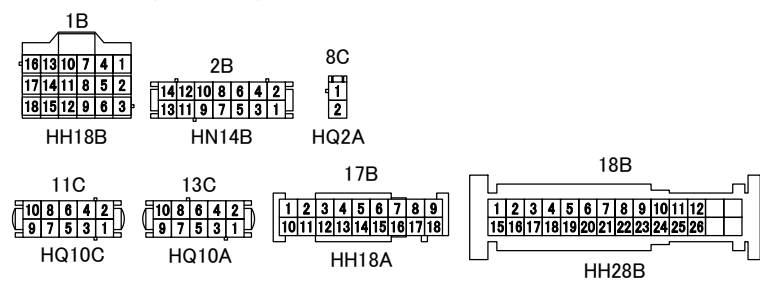 1B
16 13 10 7 4 1
17 14 11 8 5 2
18 15 12 9 6 3
HH18B
2B
14 12 10 8 6 4 2
13 11 9 7 5 3 1
HN14B
8C
1
2
HQ2A
11C
10 8 6 4 2
9 7 5 3 1
HQ10C
13C
10 8 6 4 2
9 7 5 3 1
HQ10A
17B
1 2 3 4 5 6 7 8 9
10 11 12 13 14 15 16 17 18
HH18A
18B
1 2 3 4 5 6 7 8 9 10 11 12
15 16 17 18 19 20 21 22 23 24 25 26
HH28B